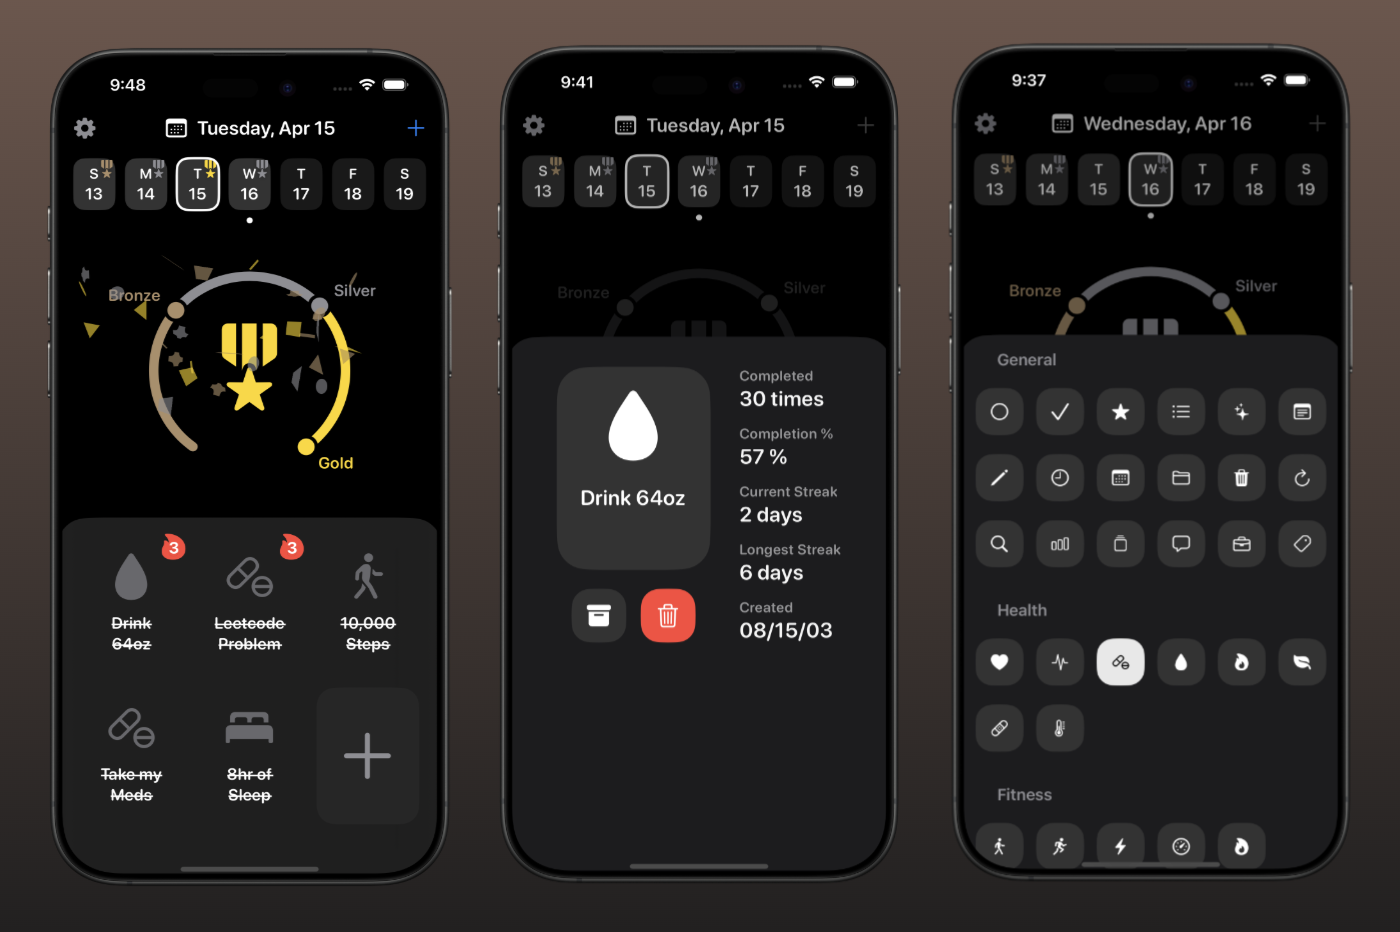 9:48
Tuesday, Apr 15
S M T W T F S
13 14 15 16 17 18 19
Bronze
Silver
Gold
3
3
Drink
64oz
Leetcode
Problem
10,000
Steps
Take my
Meds
8hr of
Sleep
9:41
Tuesday, Apr 15
S M T W T F S
13 14 15 16 17 18 19
Bronze
Silver
Drink 64oz
Completed
30 times
Completion %
57 %
Current Streak
2 days
Longest Streak
6 days
Created
08/15/03
9:37
Wednesday, Apr 16
S M T W T F S
13 14 15 16 17 18 19
Bronze
Silver
General
Health
Fitness